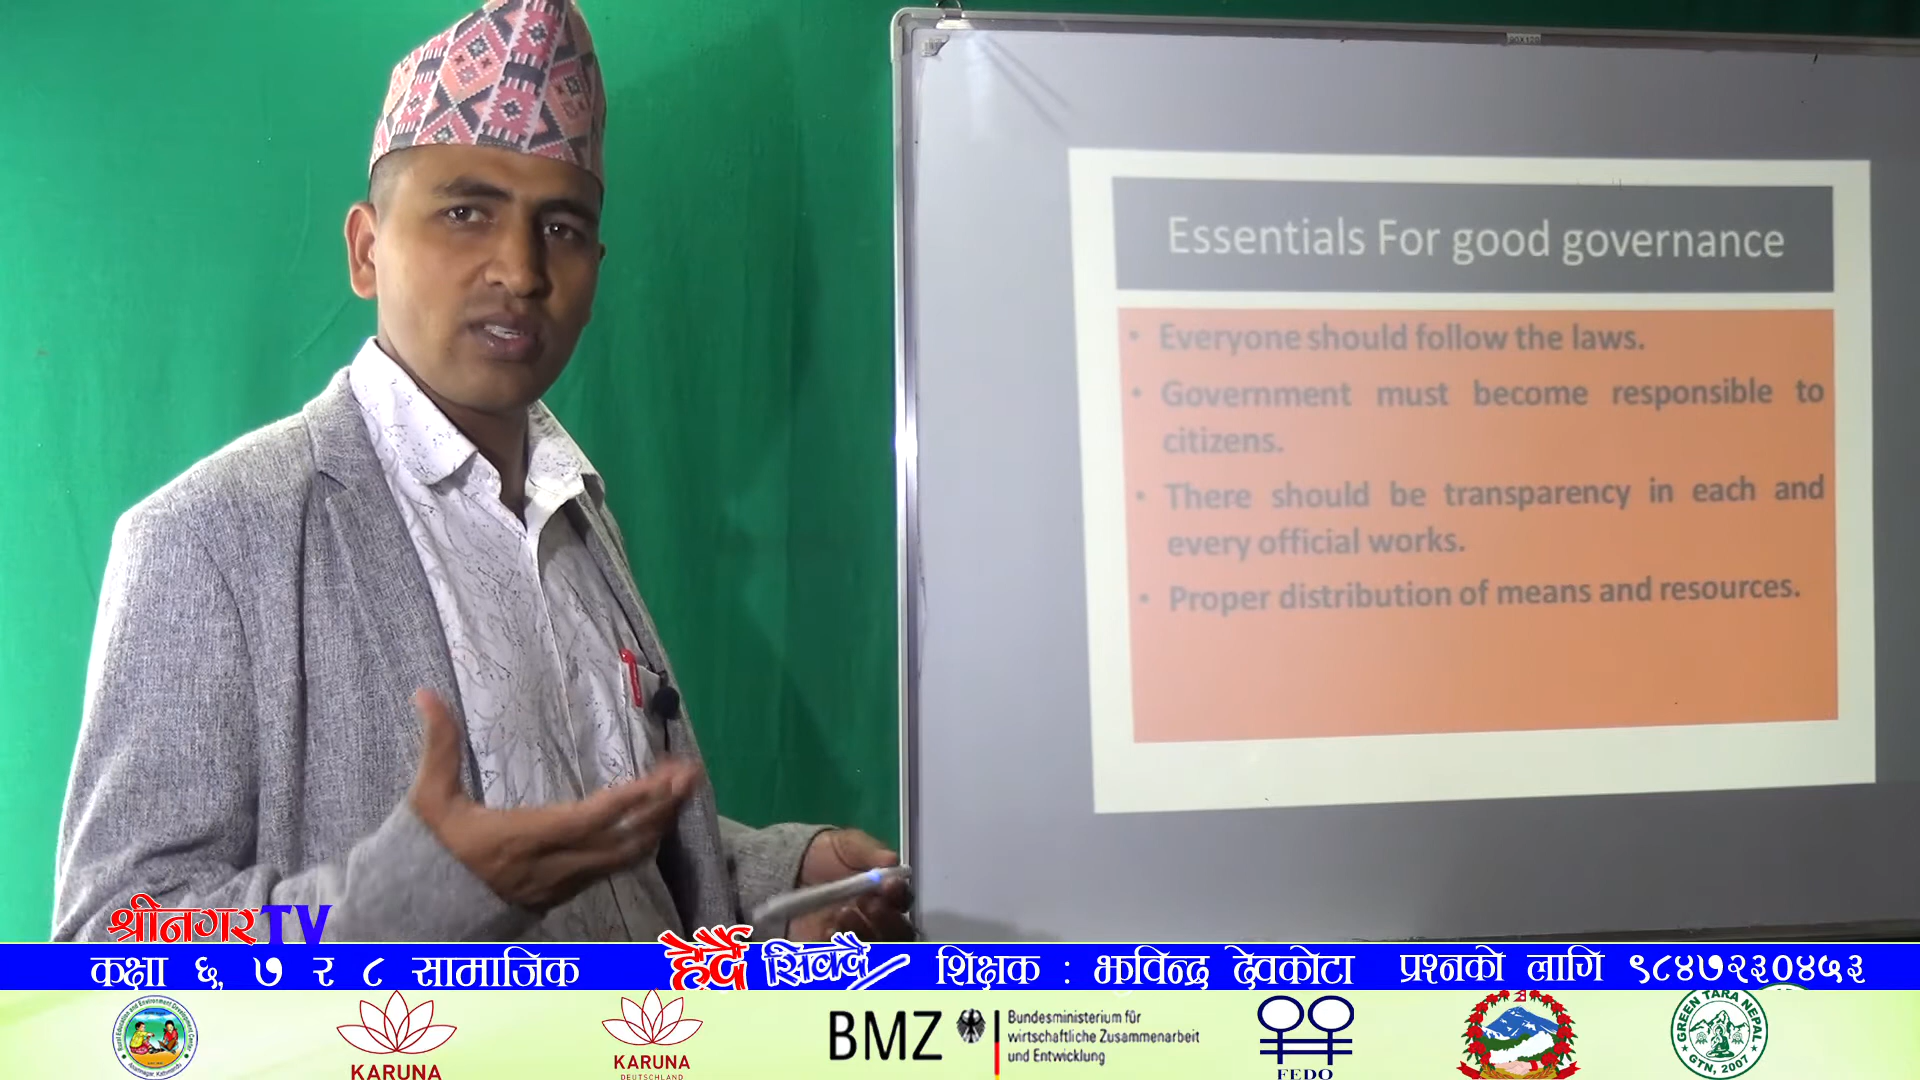 Essentials For good governance
• Everyone should follow the laws.
• Government must become responsible to
citizens.
• There should be transparency in each and
every official works.
• Proper distribution of means and resources.
श्रीनगर TV
कक्षा ६, ७ र ८ सामाजिक
हेर्दै सिक्दै
शिक्षक : झविन्द्र देवकोटा
प्रश्नको लागि ९८४७२३०४५३
KARUNA
KARUNA
DEUTSCHLAND
BMZ
Bundesministerium für
wirtschaftliche Zusammenarbeit
und Entwicklung
FEDO
GREEN TARA NEPAL
GTN, 2007